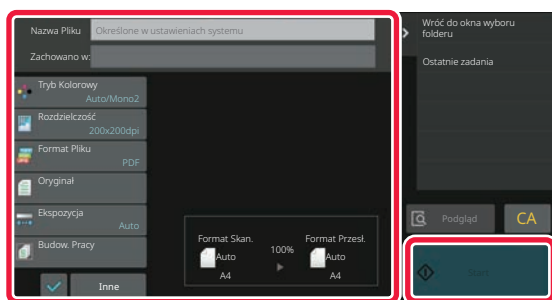 Nazwa Pliku
Określone w ustawieniach systemu
Zachowano w:
Tryb Kolorowy
Auto/Mono2
Rozdzielczość
200x200dpi
Format Pliku
PDF
Oryginał
Ekspozycja
Auto
Budow. Pracy
Inne
Format Skan.
Auto
A4
100%
Format Przesł.
Auto
A4
Wróć do okna wyboru
folderu
Ostatnie zadania
Podgląd
CA
Start